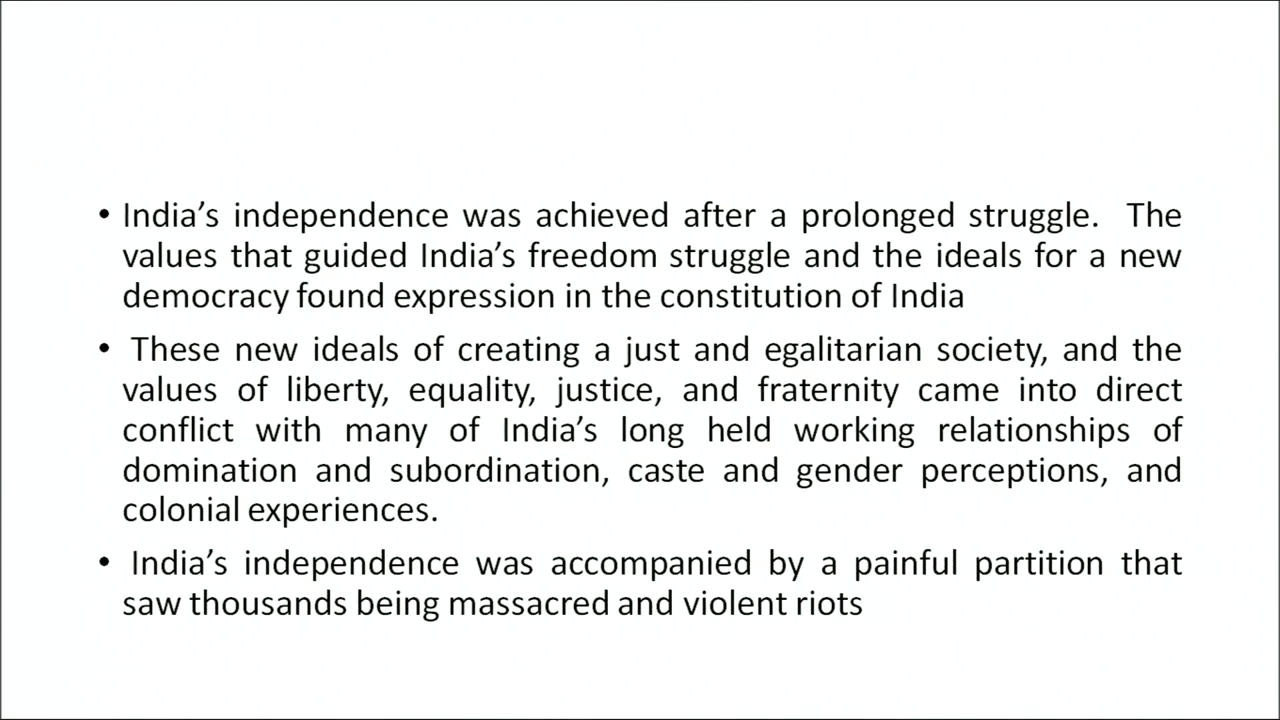 • India’s independence was achieved after a prolonged struggle. The
values that guided India’s freedom struggle and the ideals for a new
democracy found expression in the constitution of India
• These new ideals of creating a just and egalitarian society, and the
values of liberty, equality, justice, and fraternity came into direct
conflict with many of India’s long held working relationships of
domination and subordination, caste and gender perceptions, and
colonial experiences.
• India’s independence was accompanied by a painful partition that
saw thousands being massacred and violent riots